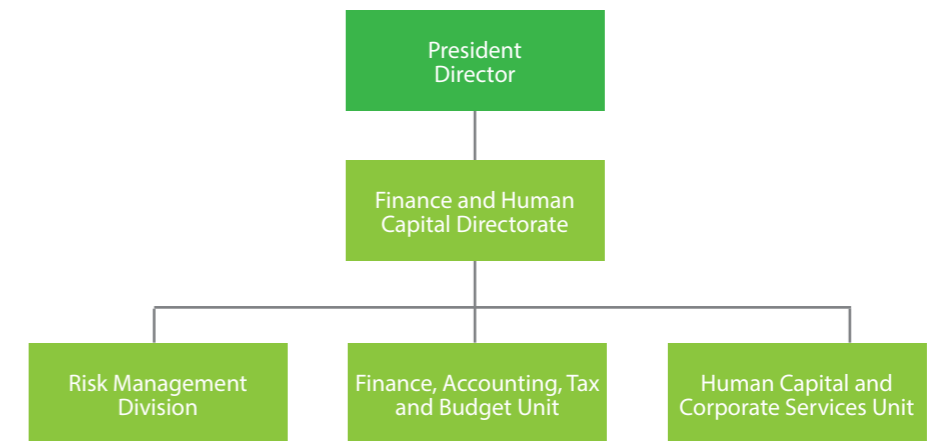 President
Director
Finance and Human
Capital Directorate
Risk Management
Division
Finance, Accounting, Tax
and Budget Unit
Human Capital and
Corporate Services Unit